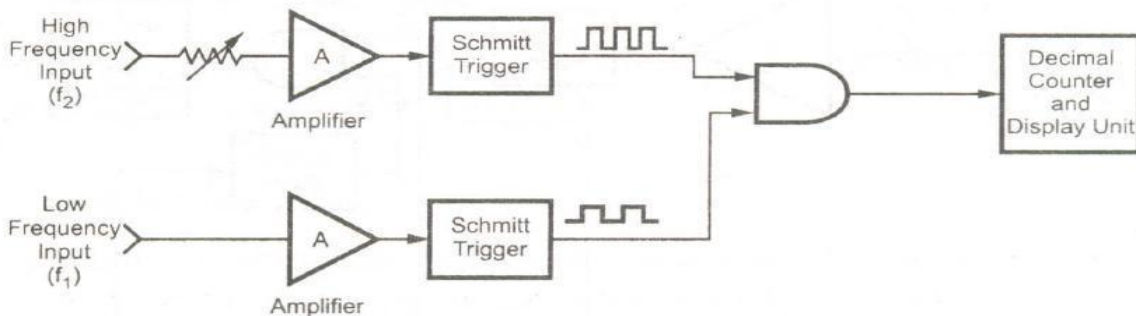 High
Frequency
Input
(f2)
A
Amplifier
Schmitt
Trigger
Decimal
Counter
and
Display Unit
Low
Frequency
Input
(f1)
A
Amplifier
Schmitt
Trigger